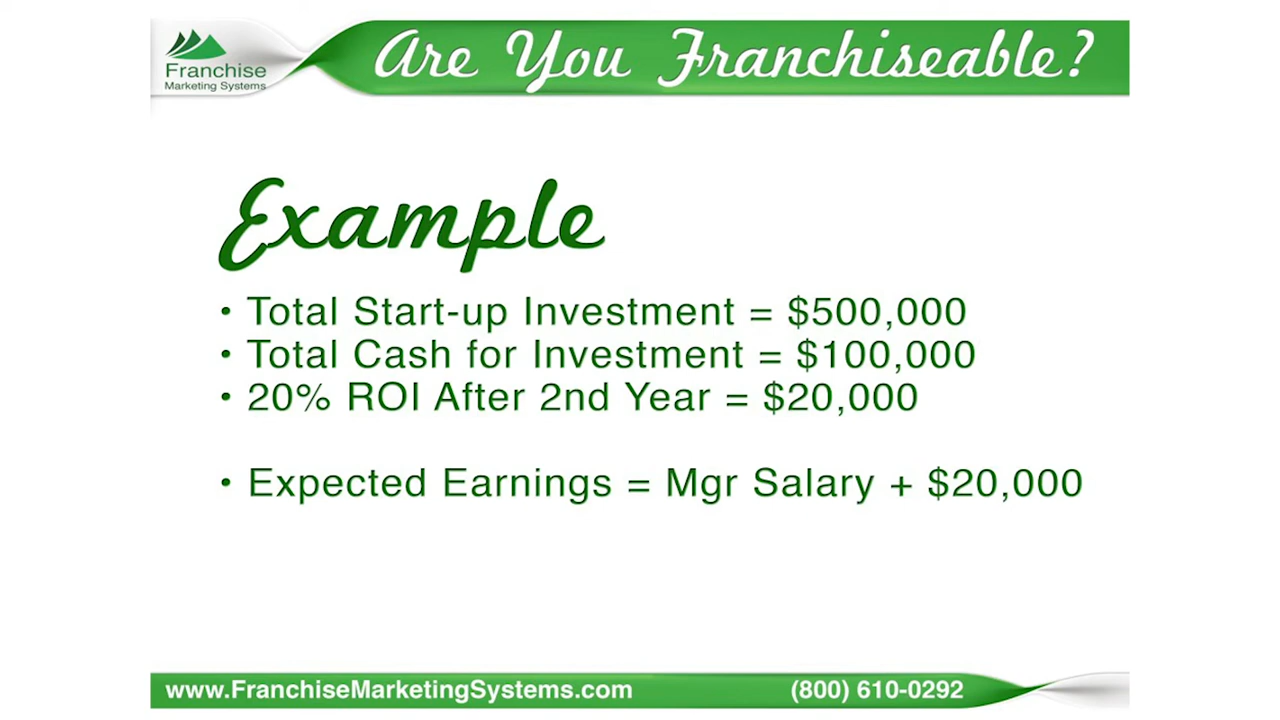 Franchise
Marketing Systems
Are You Franchiseable?
Example
• Total Start-up Investment = $500,000
• Total Cash for Investment = $100,000
• 20% ROI After 2nd Year = $20,000
• Expected Earnings = Mgr Salary + $20,000
www.FranchiseMarketingSystems.com (800) 610-0292